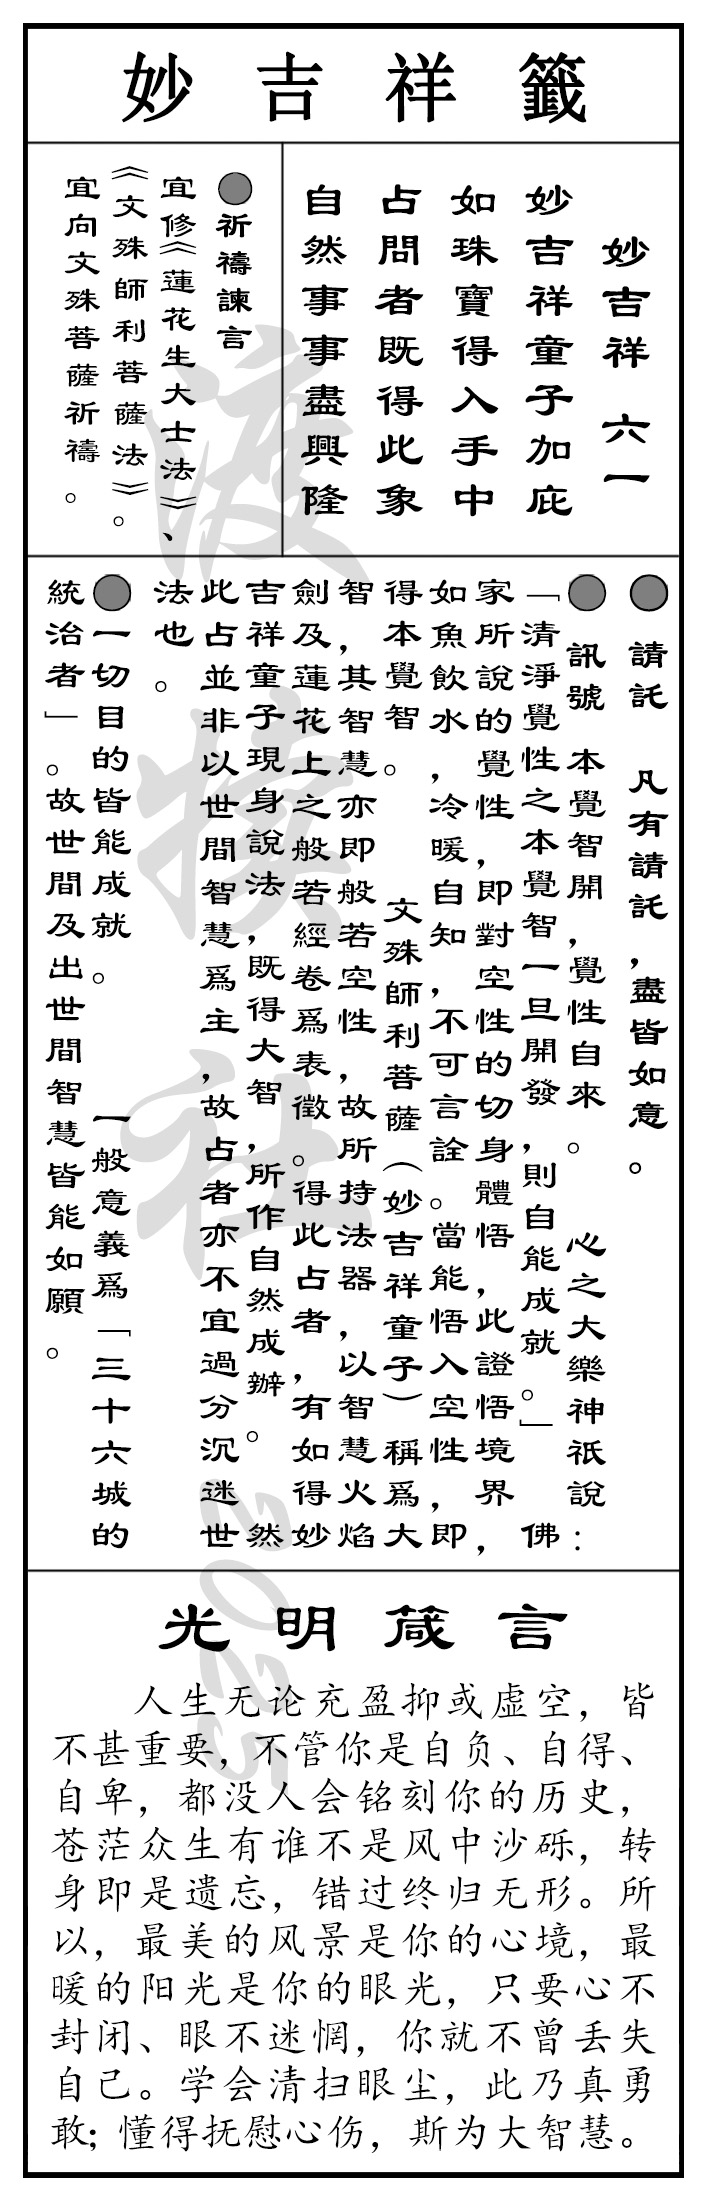 妙吉祥籤
妙吉祥 六一
妙吉祥童子加庇
如珠寶得入手中
占問者既得此象
自然事事盡興隆
●祈禱諫言
宜修《蓮花生大士法》、
《文殊師利菩薩法》。
宜向文殊菩薩祈禱。
● 請託 凡有請託，盡皆如意。
● 訊號 本覺智開，覺性自來。 心之大樂神祇說：
「清淨覺性之本覺智一旦開發，則自能成就。」 佛
家所說的覺性，即對空性的切身體悟，此證悟境界，
如魚飲水，冷暖自知，不可言詮。當能悟入空性，即
得本覺智。 文殊師利菩薩（妙吉祥童子）稱爲大
智，其智慧亦即般若空性，故所持法器，以智慧火焰
劍及蓮花上之般若經卷爲表徵。得此占者，有如得妙
吉祥童子現身說法，既得大智，所作自然成辦。 然
此占並非以世間智慧爲主，故占者亦不宜過分沉迷世
法也。
●一切目的皆能成就。 一般意義爲「三十六城的
統治者」。故世間及出世間智慧皆能如願。
渡犊社 2025
光明箴言
人生无论充盈抑或虚空，皆
不甚重要，不管你是自负、自得、
自卑，都没人会铭刻你的历史，
苍茫众生有谁不是风中沙砾，转
身即是遗忘，错过终归无形。所
以，最美的风景是你的心境，最
暖的阳光是你的眼光，只要心不
封闭、眼不迷惘，你就不曾丢失
自己。学会清扫眼尘，此乃真勇
敢；懂得抚慰心伤，斯为大智慧。